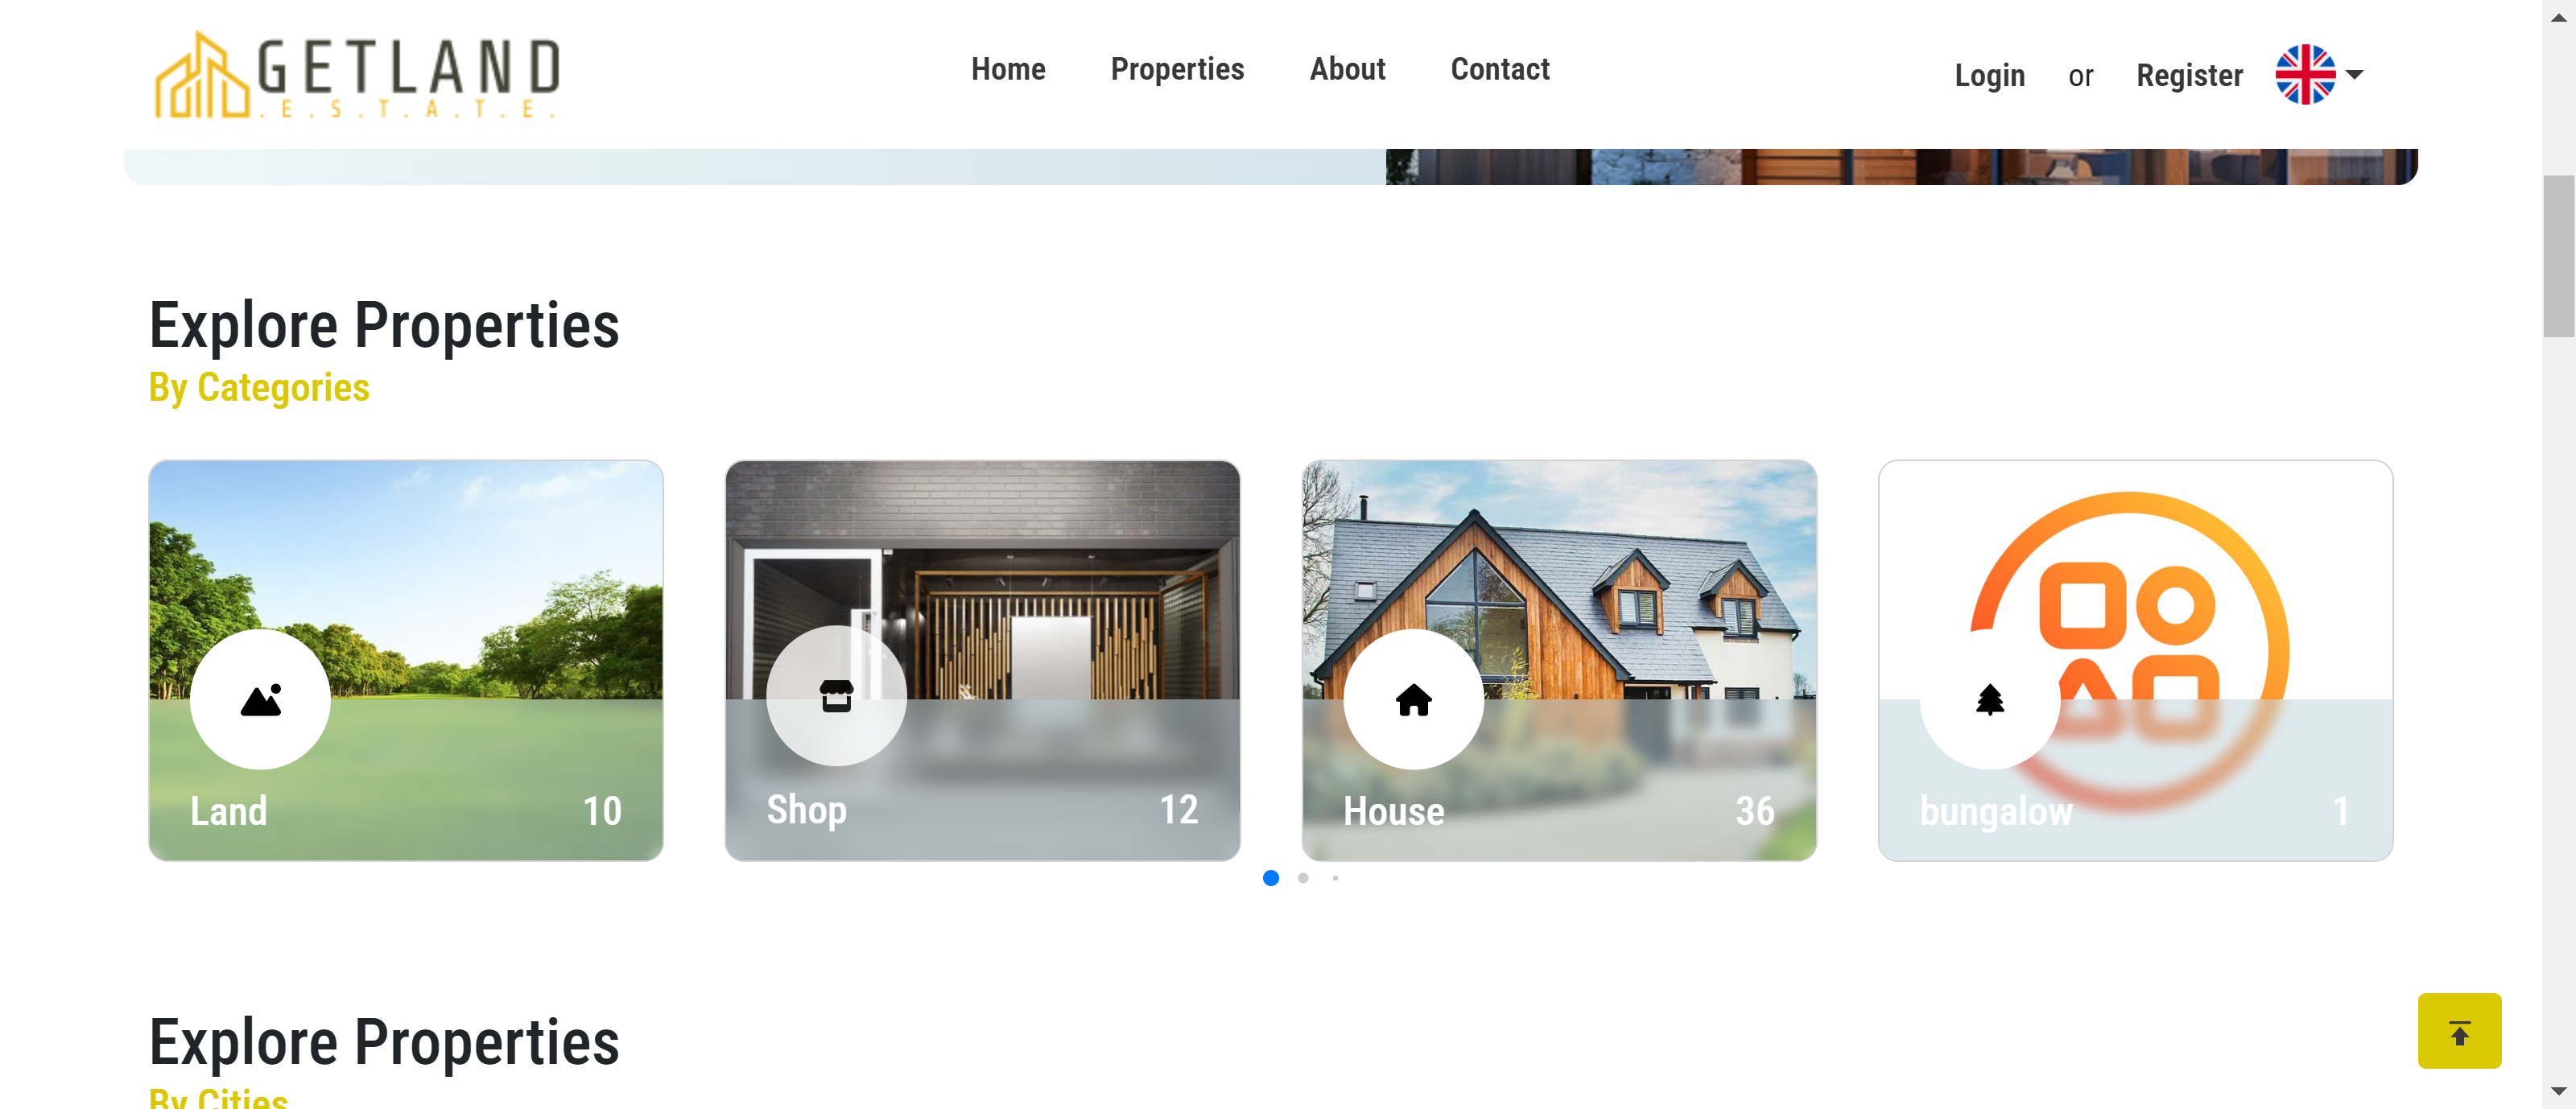 GETLAND
.E.S.T.A.T.E.
Home Properties About Contact
Login or Register
Explore Properties
By Categories
Land 10
Shop 12
House 36
bungalow 1
Explore Properties
By Cities